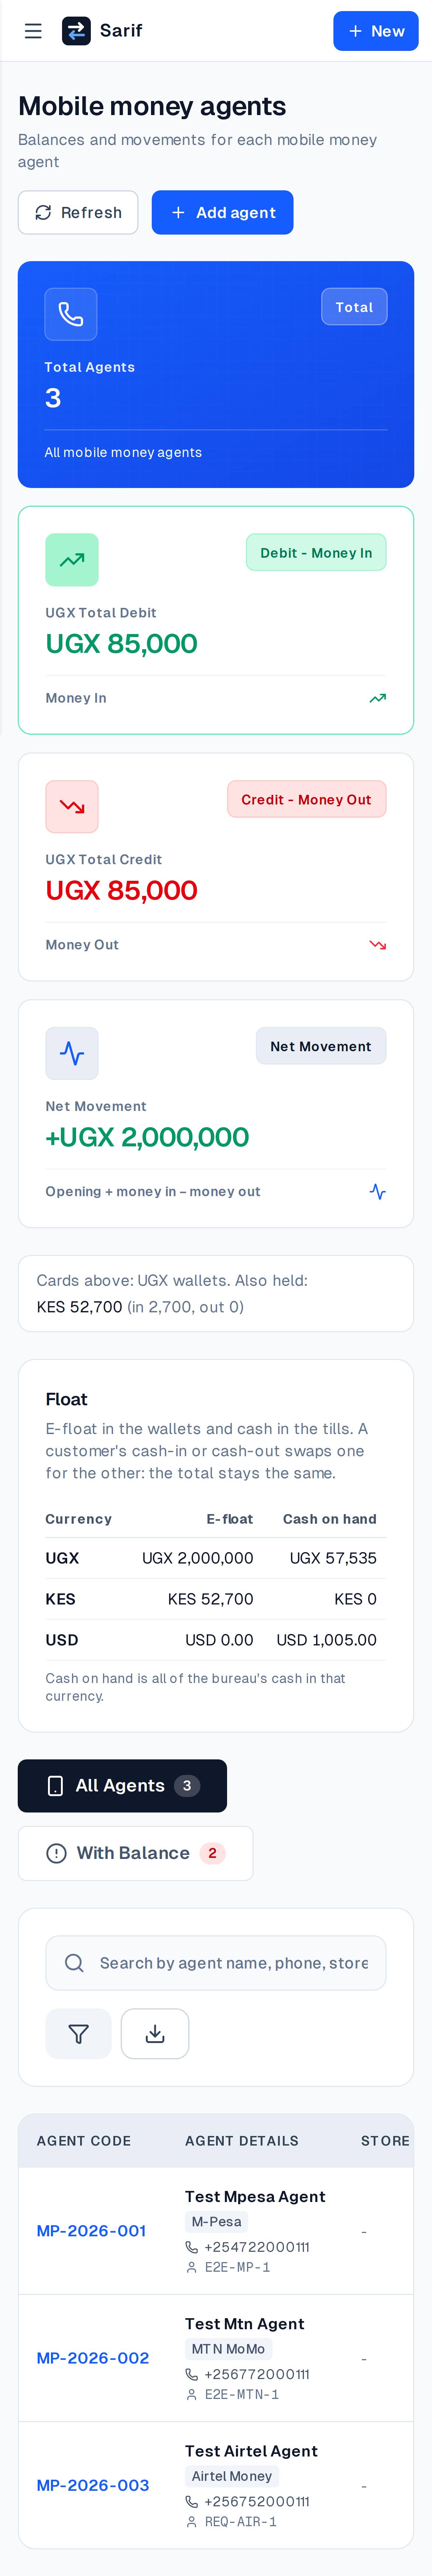 Sarif
+ New
Mobile money agents
Balances and movements for each mobile money
agent
Refresh
+ Add agent
Total
Total Agents
3
All mobile money agents
Debit - Money In
UGX Total Debit
UGX 85,000
Money In
Credit - Money Out
UGX Total Credit
UGX 85,000
Money Out
Net Movement
Net Movement
+UGX 2,000,000
Opening + money in − money out
Cards above: UGX wallets. Also held:
KES 52,700 (in 2,700, out 0)
Float
E-float in the wallets and cash in the tills. A
customer's cash-in or cash-out swaps one
for the other: the total stays the same.
Currency E-float Cash on hand
UGX UGX 2,000,000 UGX 57,535
KES KES 52,700 KES 0
USD USD 0.00 USD 1,005.00
Cash on hand is all of the bureau's cash in that
currency.
All Agents 3
With Balance 2
Search by agent name, phone, store
AGENT CODE AGENT DETAILS STORE
Test Mpesa Agent
M-Pesa
MP-2026-001 -
+254722000111
E2E-MP-1
Test Mtn Agent
MTN MoMo
MP-2026-002 -
+256772000111
E2E-MTN-1
Test Airtel Agent
Airtel Money
MP-2026-003 -
+256752000111
REQ-AIR-1